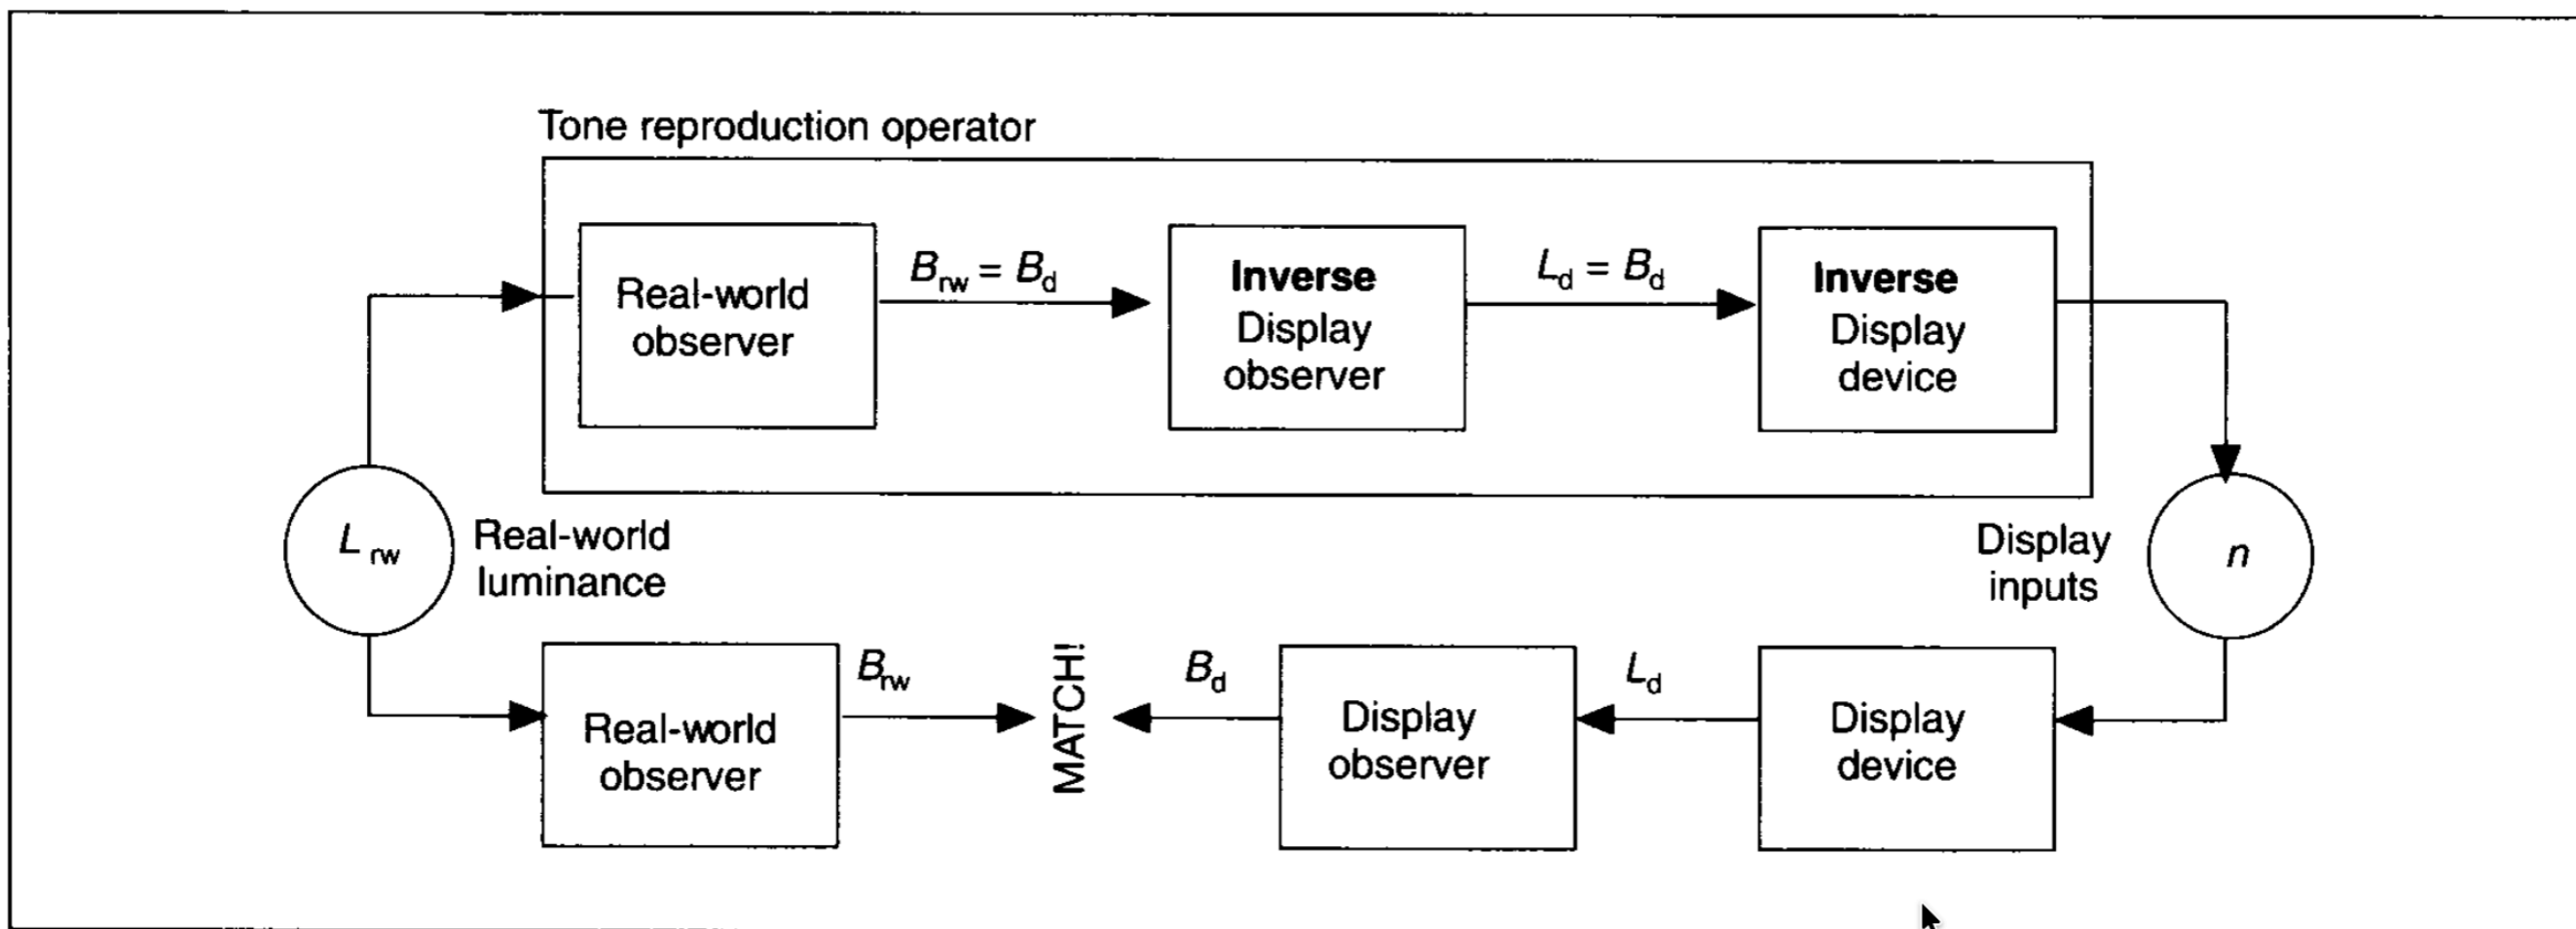 Tone reproduction operator
Real-world
observer
B_rw = B_d
Inverse
Display
observer
L_d = B_d
Inverse
Display
device
L_rw
Real-world
luminance
Display
inputs
n
Real-world
observer
B_rw
MATCH!
B_d
Display
observer
L_d
Display
device